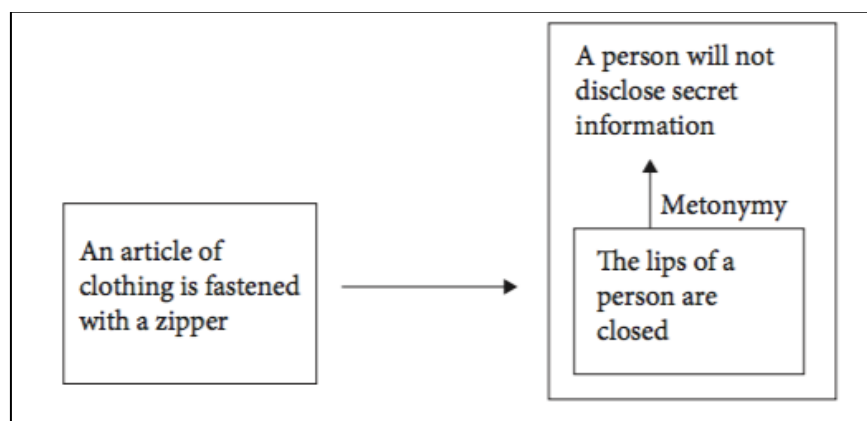 A person will not
disclose secret
information
Metonymy
An article of
clothing is fastened
with a zipper
The lips of a
person are
closed